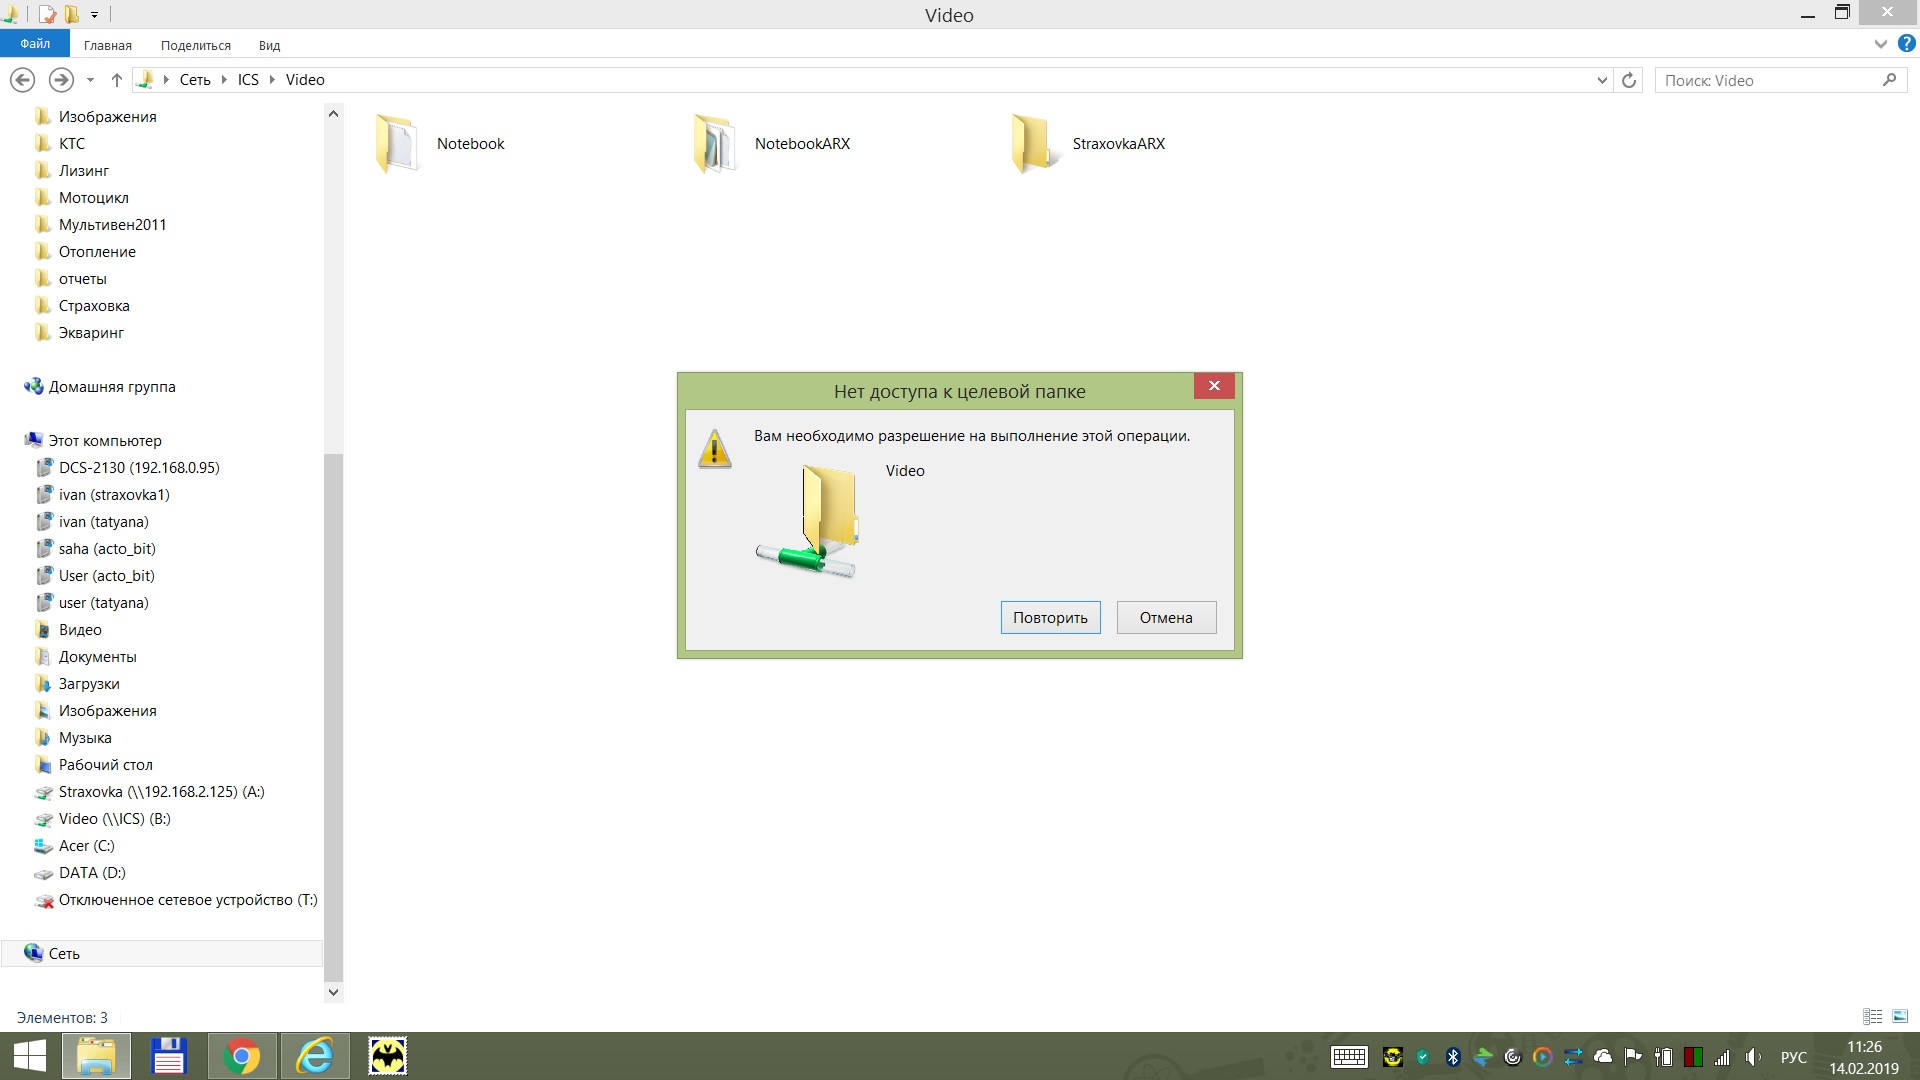 Video
Файл
Главная
Поделиться
Вид
Сеть
ICS
Video
Поиск: Video
Изображения
КТС
Лизинг
Мотоцикл
Мультивен2011
Отопление
отчеты
Страховка
Экваринг
Домашняя группа
Этот компьютер
DCS-2130 (192.168.0.95)
ivan (straxovka1)
ivan (tatyana)
saha (acto_bit)
User (acto_bit)
user (tatyana)
Видео
Документы
Загрузки
Изображения
Музыка
Рабочий стол
Straxovka (\\192.168.2.125) (A:)
Video (\\ICS) (B:)
Acer (C:)
DATA (D:)
Отключенное сетевое устройство (T:)
Сеть
Notebook
NotebookARX
StraxovkaARX
Нет доступа к целевой папке
Вам необходимо разрешение на выполнение этой операции.
Video
Повторить
Отмена
Элементов: 3
РУС
11:26
14.02.2019